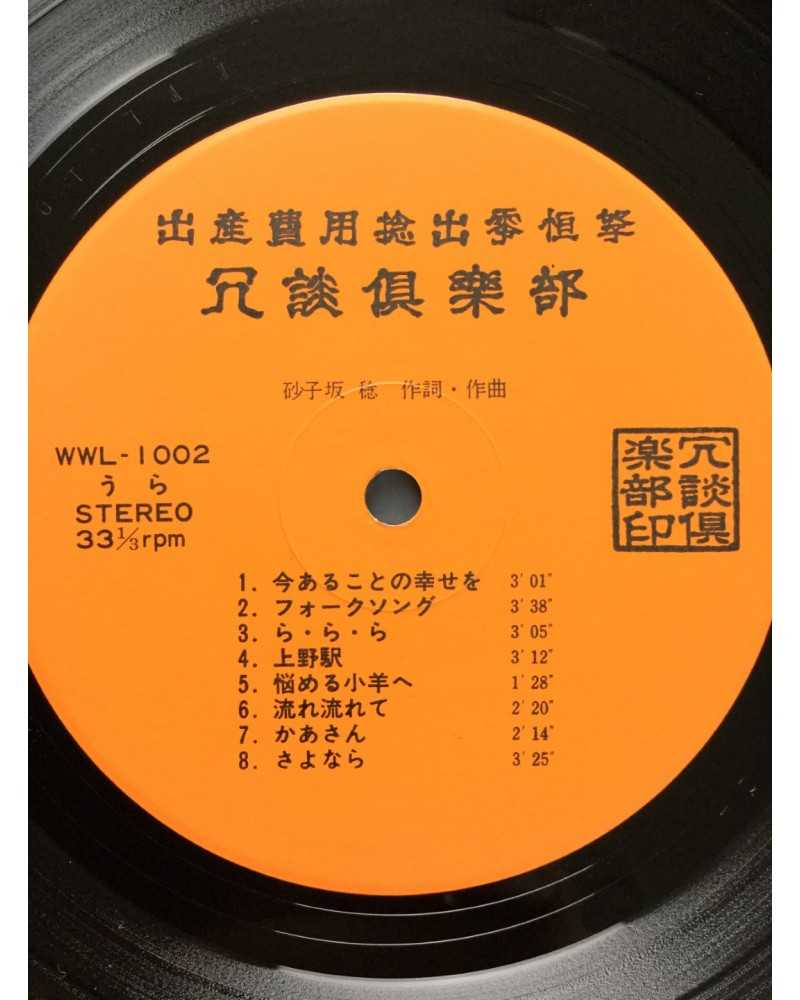 出産費用捻出零恒拏
冗談倶楽部
砂子坂 稔 作詞・作曲
WWL-1002
うら
STEREO
33⅓rpm
冗談倶
楽部印
1. 今あることの幸せを 3′01″
2. フォークソング 3′38″
3. ら・ら・ら 3′05″
4. 上野駅 3′12″
5. 悩める小羊へ 1′28″
6. 流れ流れて 2′20″
7. かあさん 2′14″
8. さよなら 3′25″